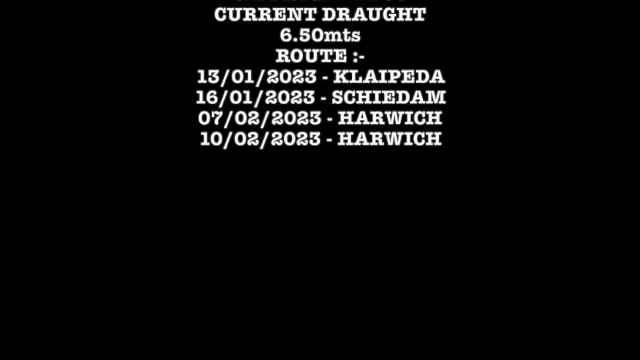 CURRENT DRAUGHT
6.50mts
ROUTE :-
13/01/2023 - KLAIPEDA
16/01/2023 - SCHIEDAM
07/02/2023 - HARWICH
10/02/2023 - HARWICH